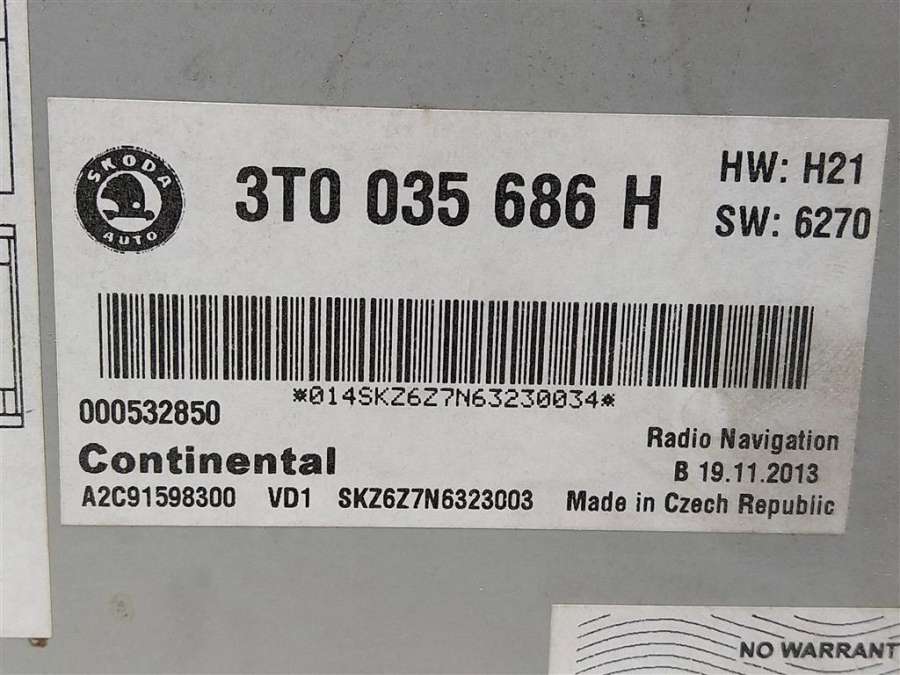 SKODA
AUTO
3T0 035 686 H
HW: H21
SW: 6270
*014SKZ6Z7N63230034*
000532850
Continental
A2C91598300 VD1 SKZ6Z7N6323003
Radio Navigation
B 19.11.2013
Made in Czech Republic
NO WARRANT